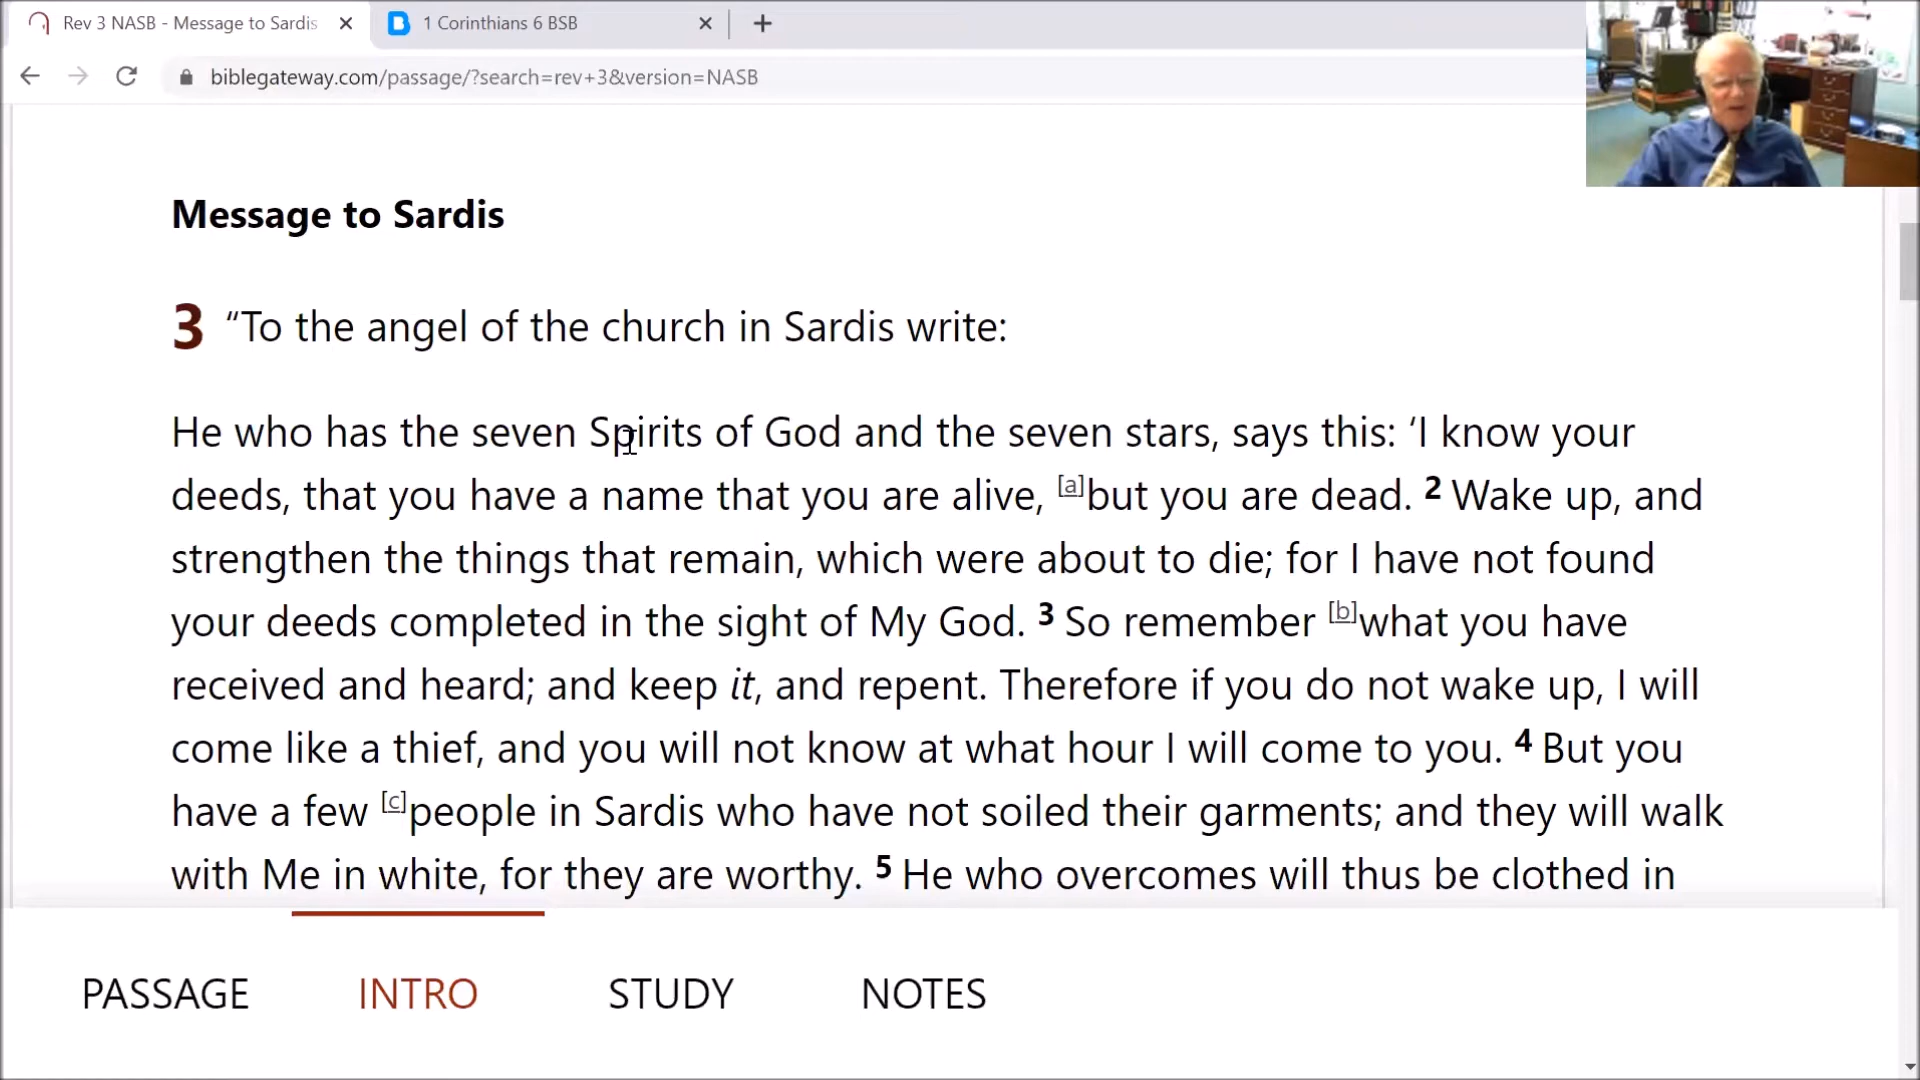 Rev 3 NASB - Message to Sardis
1 Corinthians 6 BSB
biblegateway.com/passage/?search=rev+3&version=NASB
Message to Sardis
3 “To the angel of the church in Sardis write:
He who has the seven Spirits of God and the seven stars, says this: ‘I know your
deeds, that you have a name that you are alive, [a]but you are dead. 2 Wake up, and
strengthen the things that remain, which were about to die; for I have not found
your deeds completed in the sight of My God. 3 So remember [b]what you have
received and heard; and keep it, and repent. Therefore if you do not wake up, I will
come like a thief, and you will not know at what hour I will come to you. 4 But you
have a few [c]people in Sardis who have not soiled their garments; and they will walk
with Me in white, for they are worthy. 5 He who overcomes will thus be clothed in
PASSAGE INTRO STUDY NOTES